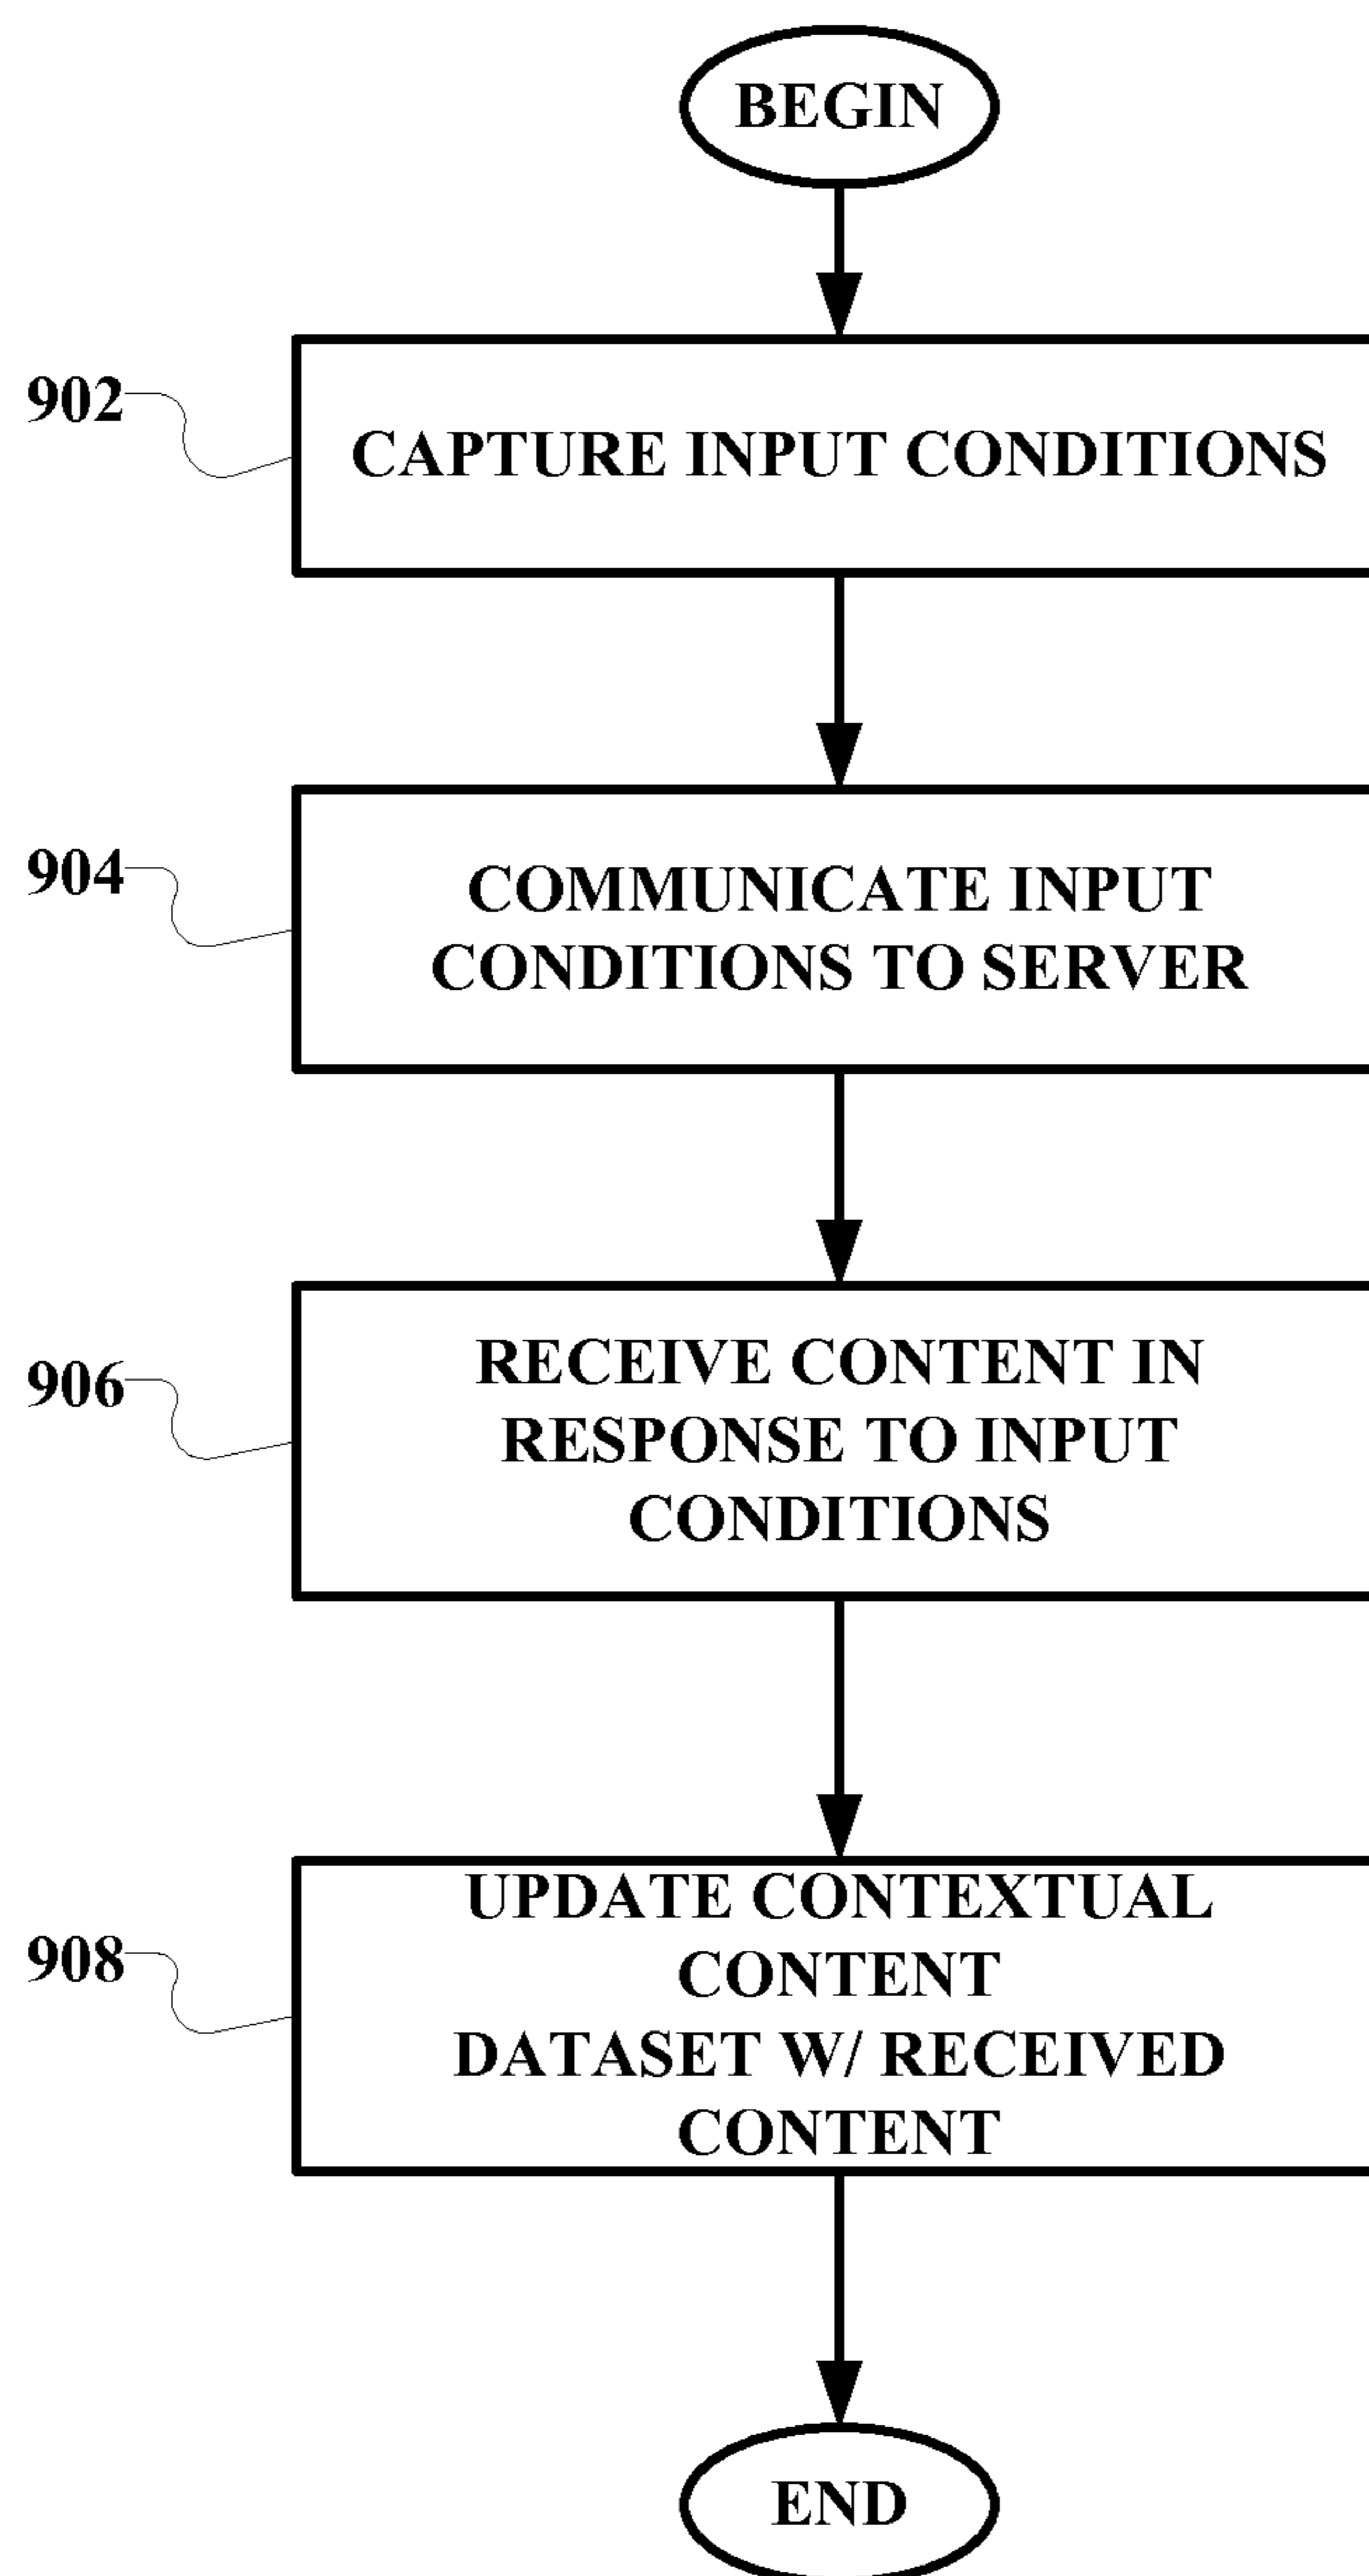 BEGIN
902
CAPTURE INPUT CONDITIONS
904
COMMUNICATE INPUT
CONDITIONS TO SERVER
906
RECEIVE CONTENT IN
RESPONSE TO INPUT
CONDITIONS
908
UPDATE CONTEXTUAL
CONTENT
DATASET W/ RECEIVED
CONTENT
END